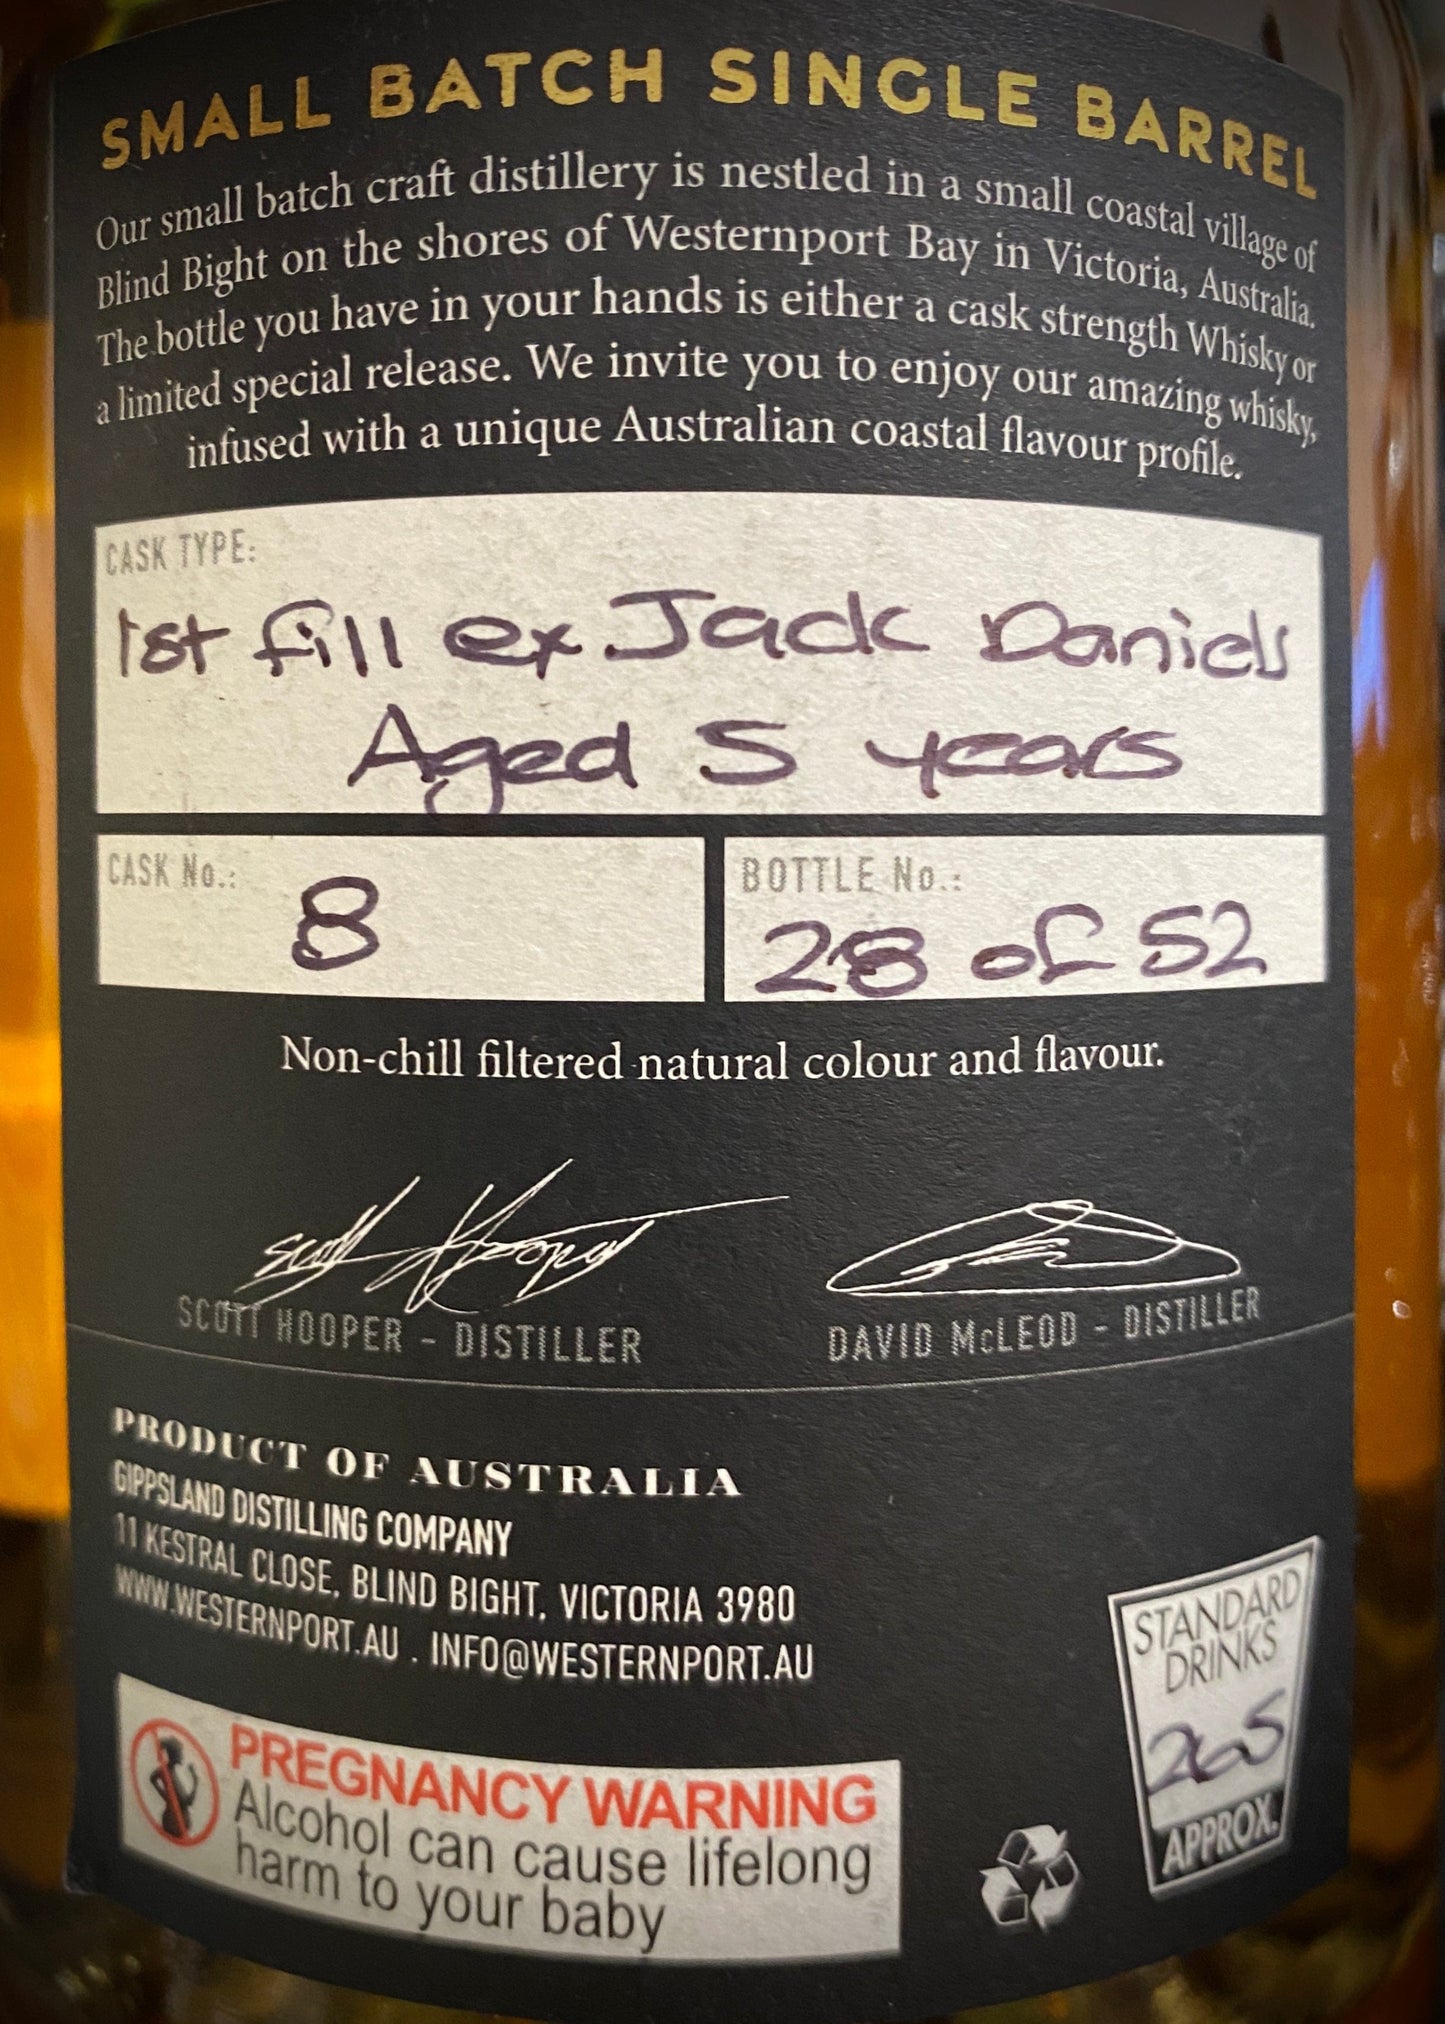 SMALL BATCH SINGLE BARREL
Our small batch craft distillery is nestled in a small coastal village of
Blind Bight on the shores of Westernport Bay in Victoria, Australia.
The bottle you have in your hands is either a cask strength Whisky or
a limited special release. We invite you to enjoy our amazing whisky,
infused with a unique Australian coastal flavour profile.
CASK TYPE:
1st fill ex Jack Daniels
Aged 5 years
CASK No.:
8
BOTTLE No.:
28 of 52
Non-chill filtered natural colour and flavour.
Scott Hooper
SCOTT HOOPER - DISTILLER
DAVID McLEOD - DISTILLER
PRODUCT OF AUSTRALIA
GIPPSLAND DISTILLING COMPANY
11 KESTRAL CLOSE, BLIND BIGHT, VICTORIA 3980
WWW.WESTERNPORT.AU . INFO@WESTERNPORT.AU
STANDARD
DRINKS
26.5
APPROX.
PREGNANCY WARNING
Alcohol can cause lifelong
harm to your baby